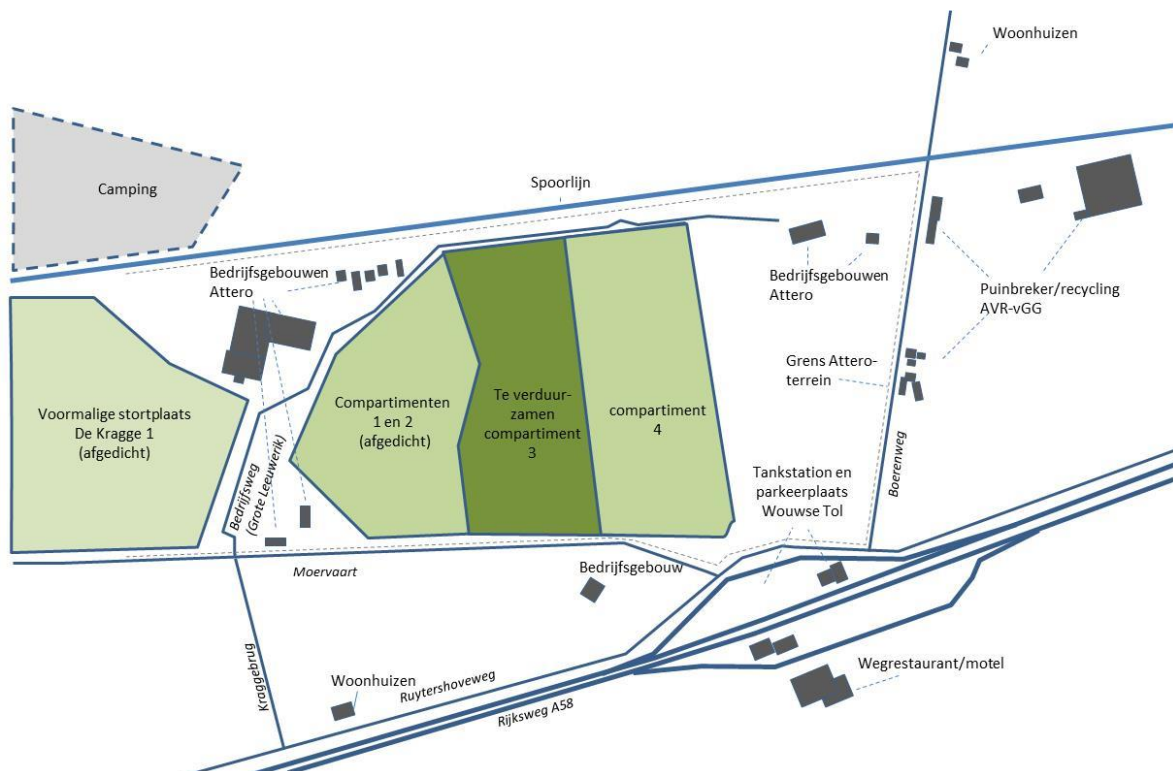 Woonhuizen
Camping
Spoorlijn
Bedrijfsgebouwen
Attero
Bedrijfsgebouwen
Attero
Puinbreker/recycling
AVR-vGG
Grens Attero-
terrein
Voormalige stortplaats
De Kragge 1
(afgedicht)
Compartimenten
1 en 2
(afgedicht)
Te verduur-
zamen
compartiment
3
compartiment
4
Bedrijfsweg
(Grote Leeuwerik)
Boerenweg
Tankstation en
parkeerplaats
Wouwse Tol
Moervaart
Bedrijfsgebouw
Kraggebrug
Woonhuizen
Ruytershoveweg
Rijksweg A58
Wegrestaurant/motel